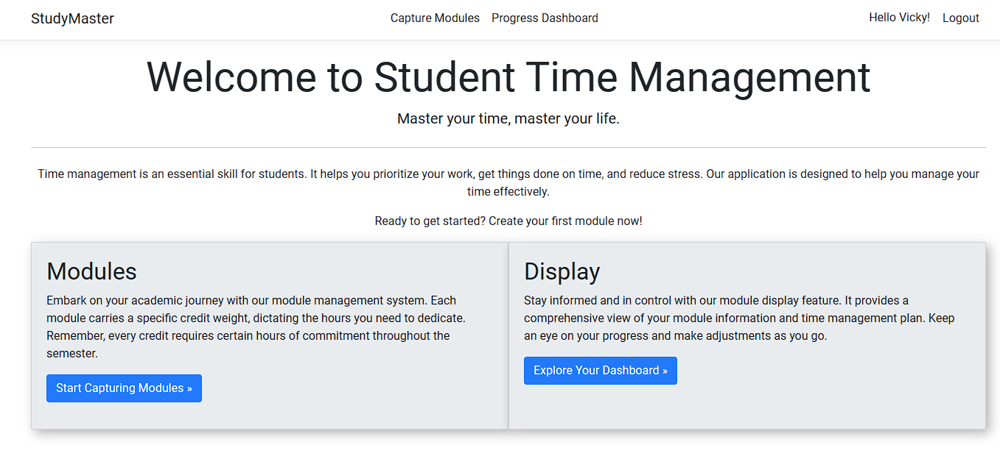 StudyMaster
Capture Modules
Progress Dashboard
Hello Vicky!
Logout
Welcome to Student Time Management
Master your time, master your life.
Time management is an essential skill for students. It helps you prioritize your work, get things done on time, and reduce stress. Our application is designed to help you manage your
time effectively.
Ready to get started? Create your first module now!
Modules
Embark on your academic journey with our module management system. Each
module carries a specific credit weight, dictating the hours you need to dedicate.
Remember, every credit requires certain hours of commitment throughout the
semester.
Start Capturing Modules »
Display
Stay informed and in control with our module display feature. It provides a
comprehensive view of your module information and time management plan. Keep
an eye on your progress and make adjustments as you go.
Explore Your Dashboard »